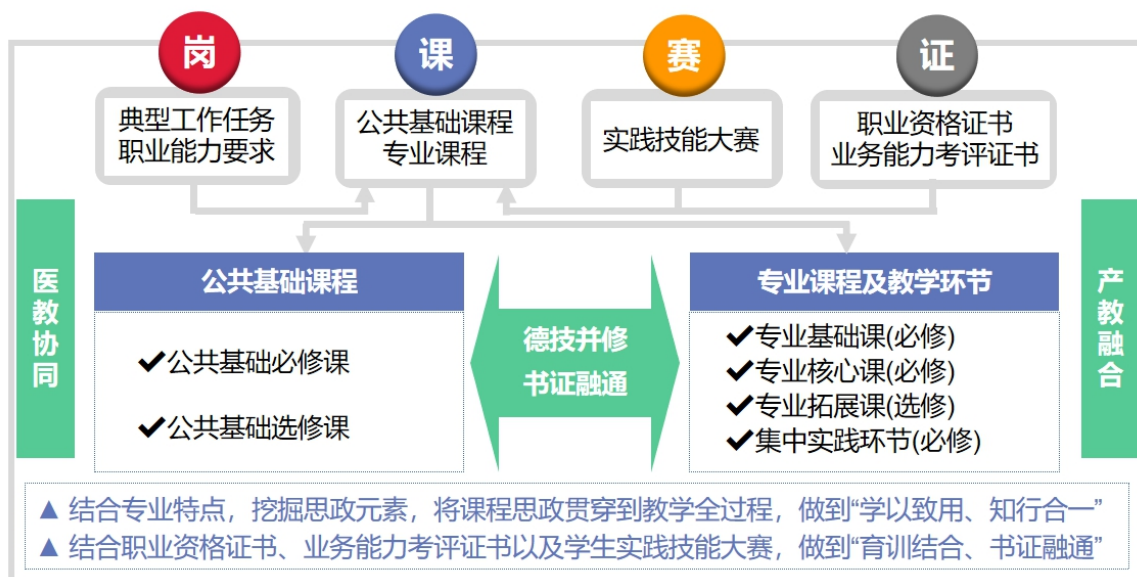 岗
课
赛
证
典型工作任务
职业能力要求
公共基础课程
专业课程
实践技能大赛
职业资格证书
业务能力考评证书
医教协同
公共基础课程
✔公共基础必修课
✔公共基础选修课
德技并修
书证融通
专业课程及教学环节
✔专业基础课(必修)
✔专业核心课(必修)
✔专业拓展课(选修)
✔集中实践环节(必修)
产教融合
▲ 结合专业特点，挖掘思政元素，将课程思政贯穿到教学全过程，做到“学以致用、知行合一”
▲ 结合职业资格证书、业务能力考评证书以及学生实践技能大赛，做到“育训结合、书证融通”